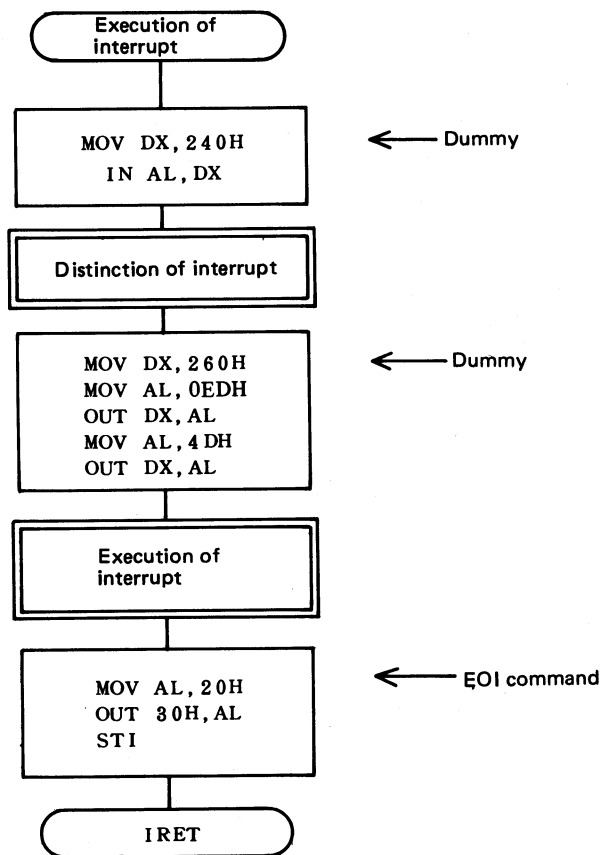 Execution of
interrupt
MOV DX,240H
IN AL,DX
Dummy
Distinction of interrupt
MOV DX,260H
MOV AL,0EDH
OUT DX,AL
MOV AL,4DH
OUT DX,AL
Dummy
Execution of
interrupt
MOV AL,20H
OUT 30H,AL
STI
EOI command
IRET